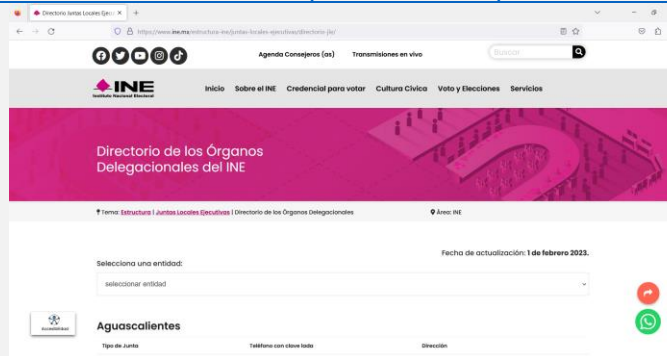 Directorio Juntas Locales Ejec
https://www.ine.mx/estructura-ine/juntas-locales-ejecutivas/directorio-jle/
Agenda Consejeros (as) Transmisiones en vivo Buscar
INE
Instituto Nacional Electoral
Inicio Sobre el INE Credencial para votar Cultura Cívica Voto y Elecciones Servicios
Directorio de los Órganos
Delegacionales del INE
Tema: Estructura | Juntas Locales Ejecutivas | Directorio de los Órganos Delegacionales Área: INE
Fecha de actualización: 1 de febrero 2023.
Selecciona una entidad:
seleccionar entidad
Accesibilidad
Aguascalientes
Tipo de Junta Teléfono con clave lada Dirección